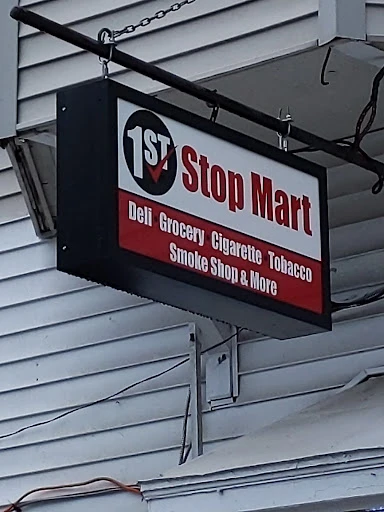 1ST Stop Mart
Deli Grocery Cigarette Tobacco
Smoke Shop & More